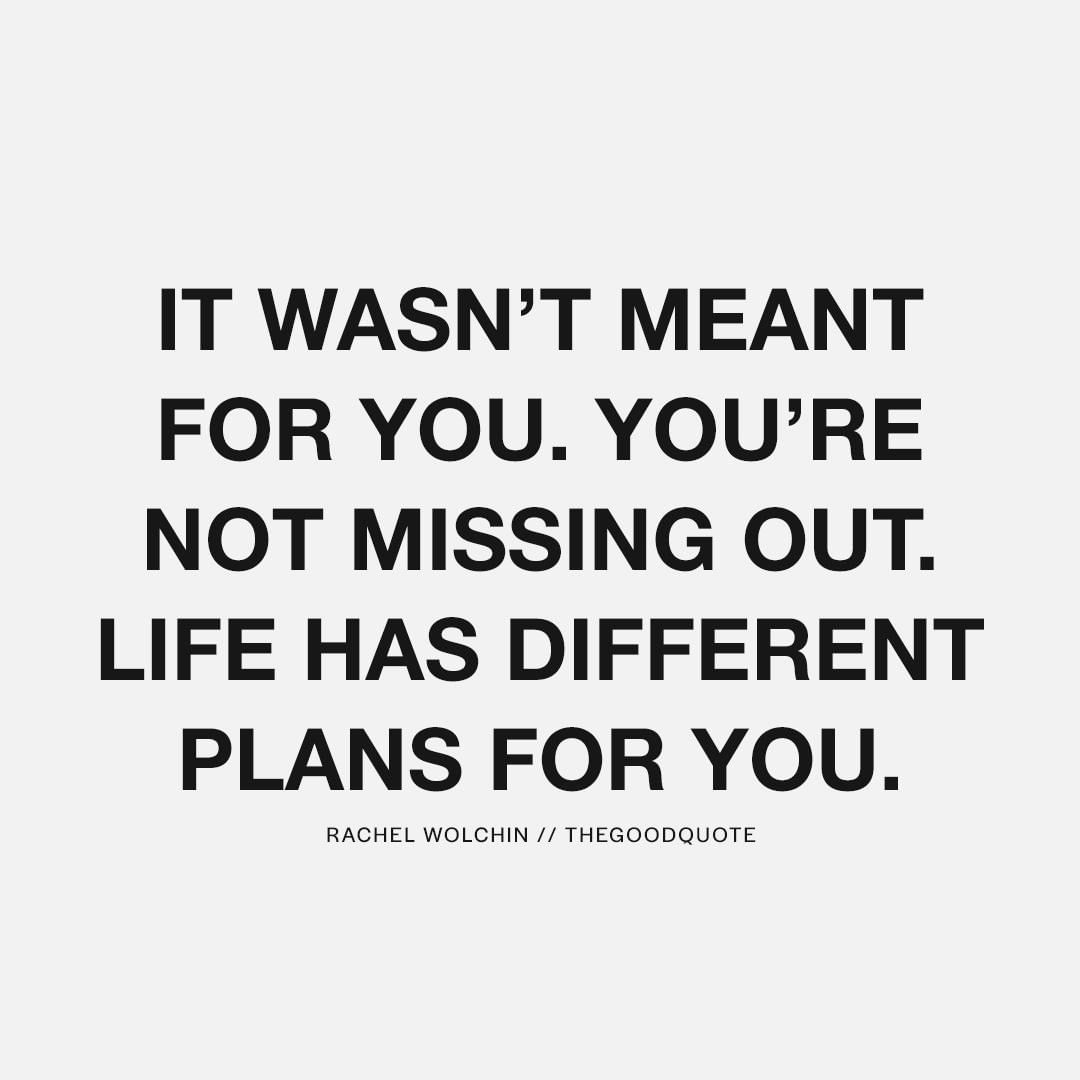 IT WASN’T MEANT
FOR YOU. YOU’RE
NOT MISSING OUT.
LIFE HAS DIFFERENT
PLANS FOR YOU.
RACHEL WOLCHIN // THEGOODQUOTE